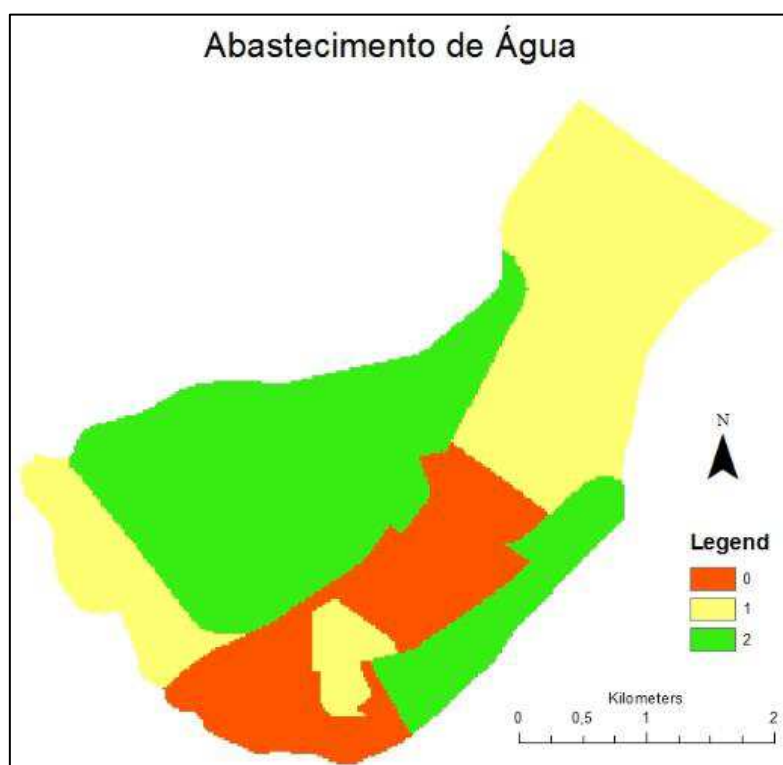 Abastecimento de Água
N
Legend
0
1
2
Kilometers
0 0,5 1 2